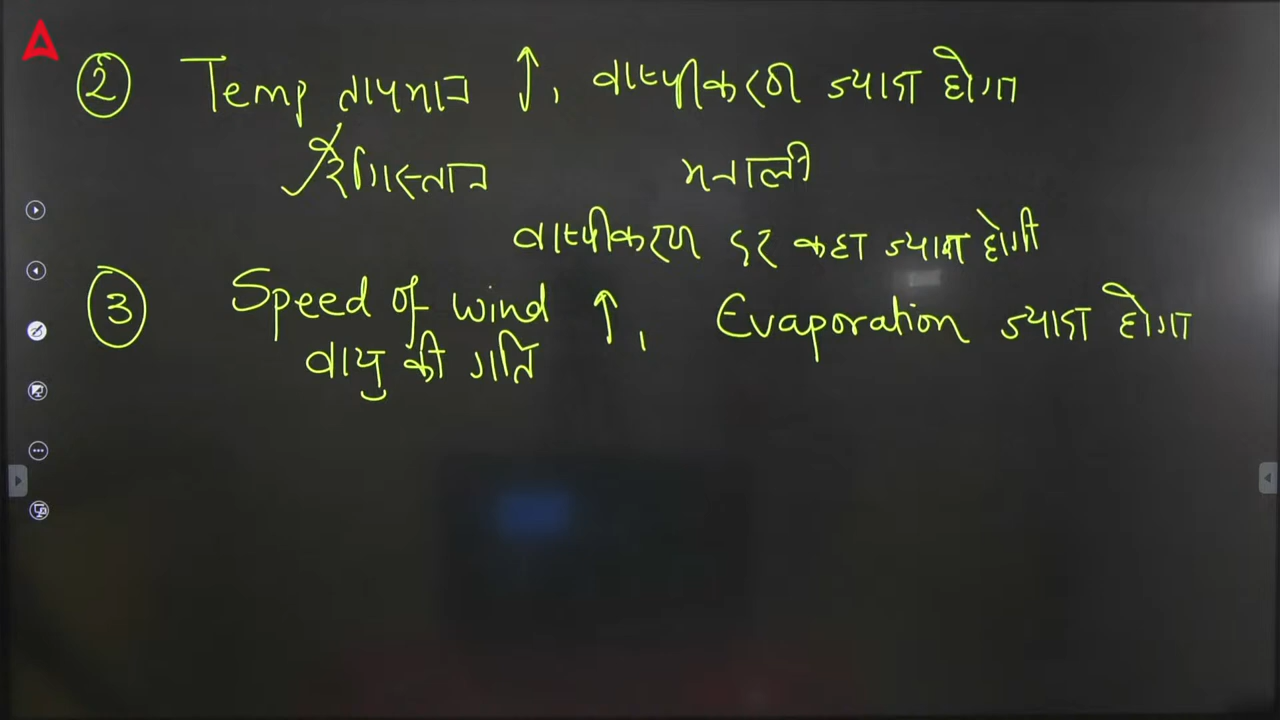 ② Temp तापमान ↑, वाष्पीकरण ज्यादा होगा
रेगिस्तान मनाली
वाष्पीकरण दर कहा ज्यादा होगी
③ Speed of wind ↑, Evaporation ज्यादा होगा
वायु की गति